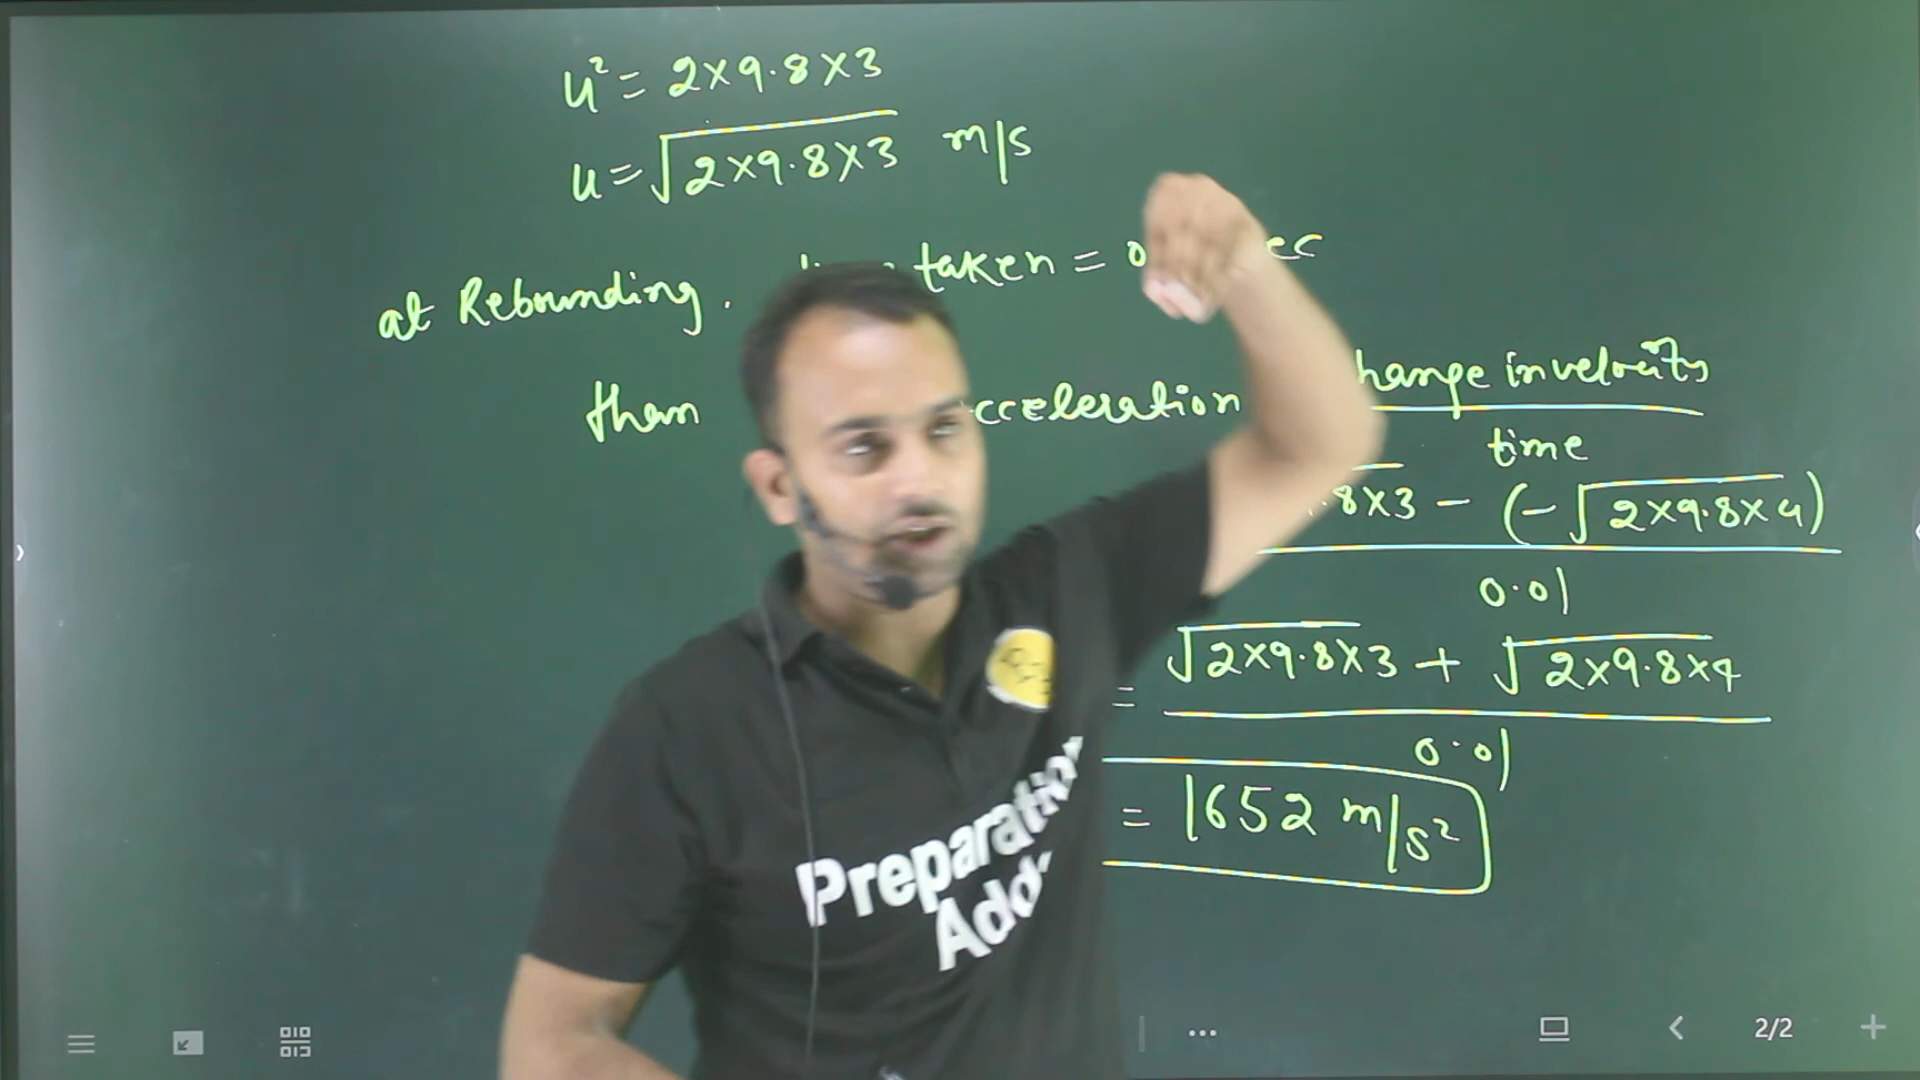 u² = 2×9.8×3
u = √2×9.8×3 m/s
at Rebounding. taken = 0
then cceleration hange in velocity
time
.8×3 - (-√2×9.8×4)
0.01
= √2×9.8×3 + √2×9.8×4
0.01
= 1652 m/s²
Preparation
Add
2/2